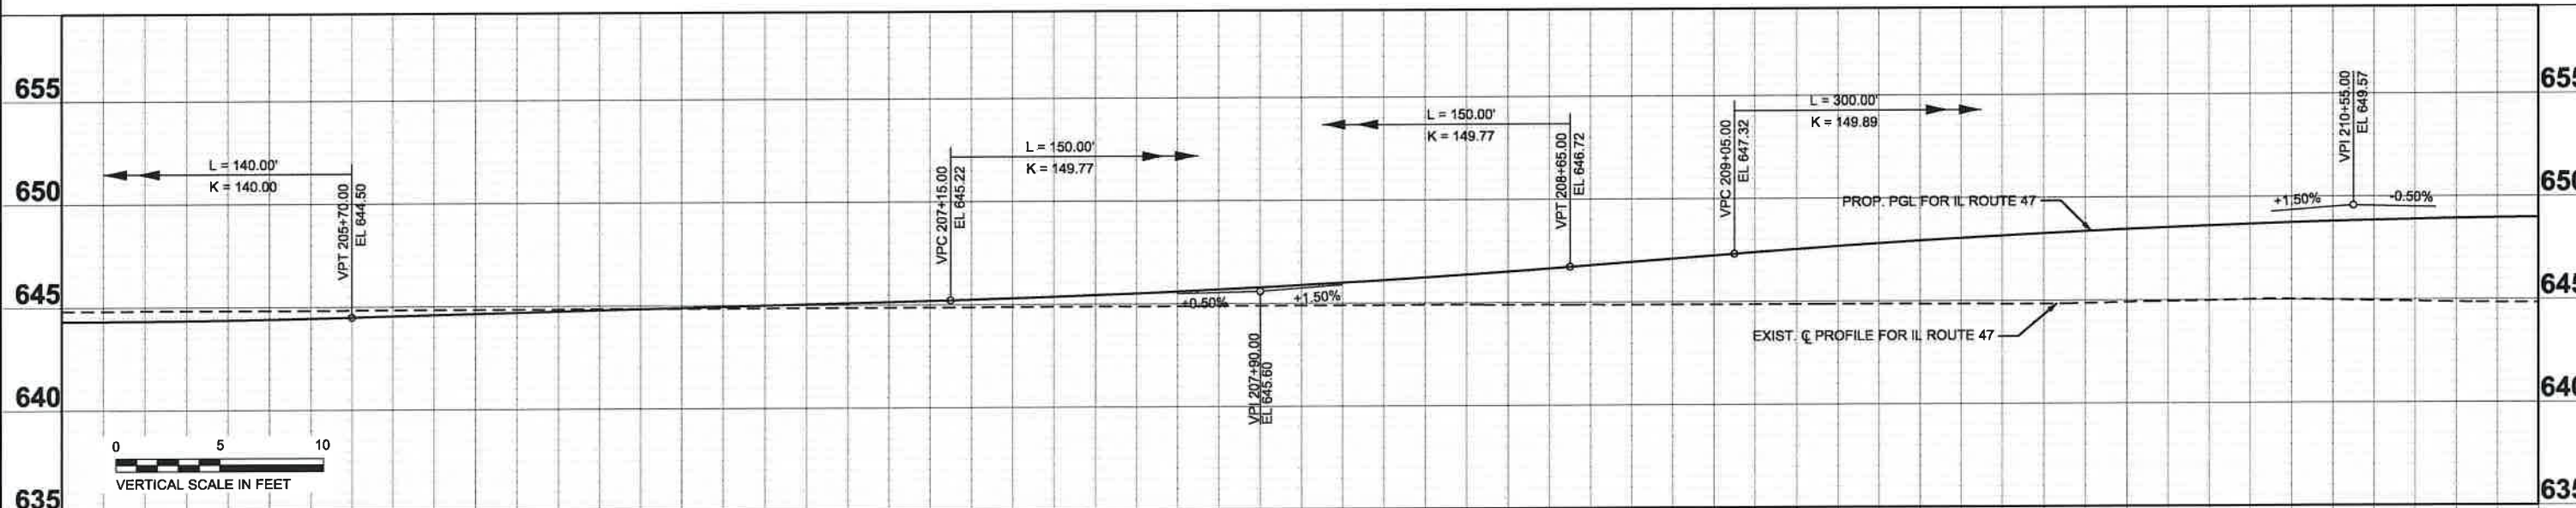 655
650
645
640
635
L = 140.00'
K = 140.00
VPT 205+70.00
EL 644.50
VPC 207+15.00
EL 645.22
L = 150.00'
K = 149.77
+0.50%
+1.50%
VPI 207+90.00
EL 645.60
L = 150.00'
K = 149.77
VPT 208+65.00
EL 646.72
VPC 209+05.00
EL 647.32
L = 300.00'
K = 149.89
PROP. PGL FOR IL ROUTE 47
EXIST. ℄ PROFILE FOR IL ROUTE 47
+1.50%
-0.50%
VPI 210+55.00
EL 649.57
0 5 10
VERTICAL SCALE IN FEET
655
650
645
640
635